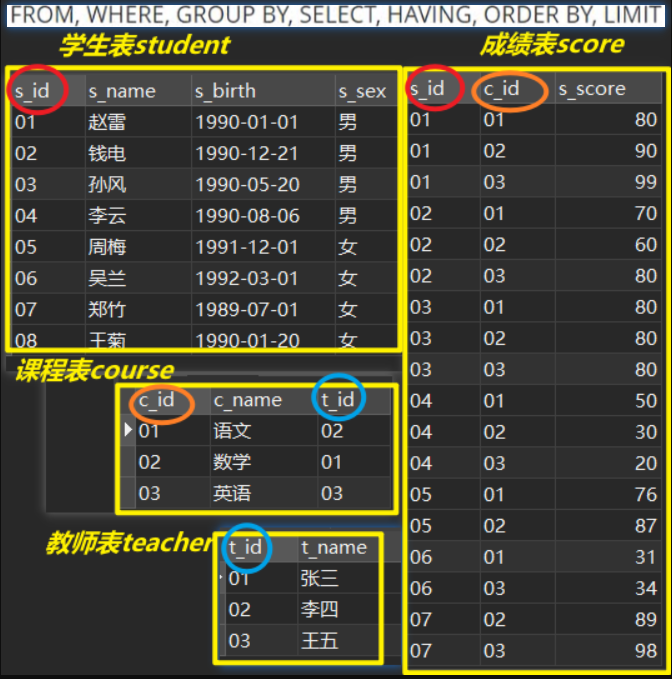 FROM, WHERE, GROUP BY, SELECT, HAVING, ORDER BY, LIMIT
学生表student
s_id s_name s_birth s_sex
01 赵雷 1990-01-01 男
02 钱电 1990-12-21 男
03 孙风 1990-05-20 男
04 李云 1990-08-06 男
05 周梅 1991-12-01 女
06 吴兰 1992-03-01 女
07 郑竹 1989-07-01 女
08 王菊 1990-01-20 女
成绩表score
s_id c_id s_score
01 01 80
01 02 90
01 03 99
02 01 70
02 02 60
02 03 80
03 01 80
03 02 80
03 03 80
04 01 50
04 02 30
04 03 20
05 01 76
05 02 87
06 01 31
06 03 34
07 02 89
07 03 98
课程表course
c_id c_name t_id
01 语文 02
02 数学 01
03 英语 03
教师表teacher
t_id t_name
01 张三
02 李四
03 王五